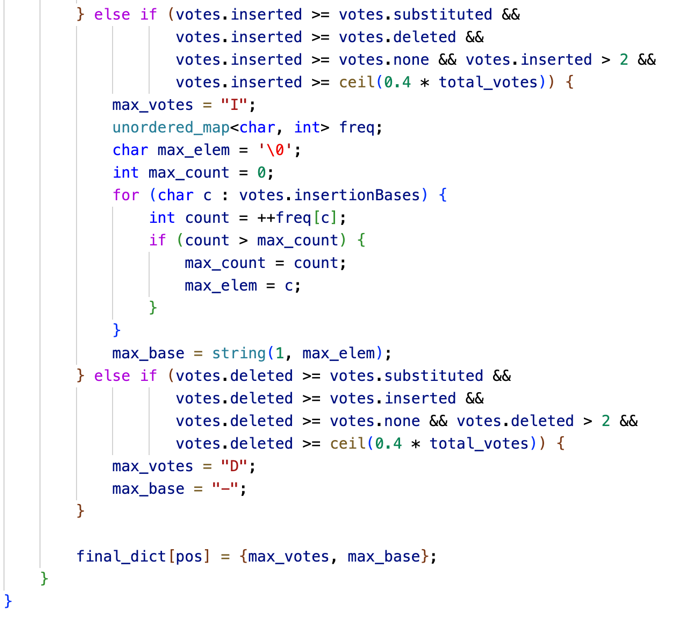 } else if (votes.inserted >= votes.substituted &&
votes.inserted >= votes.deleted &&
votes.inserted >= votes.none && votes.inserted > 2 &&
votes.inserted >= ceil(0.4 * total_votes)) {
max_votes = "I";
unordered_map<char, int> freq;
char max_elem = '\0';
int max_count = 0;
for (char c : votes.insertionBases) {
int count = ++freq[c];
if (count > max_count) {
max_count = count;
max_elem = c;
}
}
max_base = string(1, max_elem);
} else if (votes.deleted >= votes.substituted &&
votes.deleted >= votes.inserted &&
votes.deleted >= votes.none && votes.deleted > 2 &&
votes.deleted >= ceil(0.4 * total_votes)) {
max_votes = "D";
max_base = "-";
}
final_dict[pos] = {max_votes, max_base};
}
}